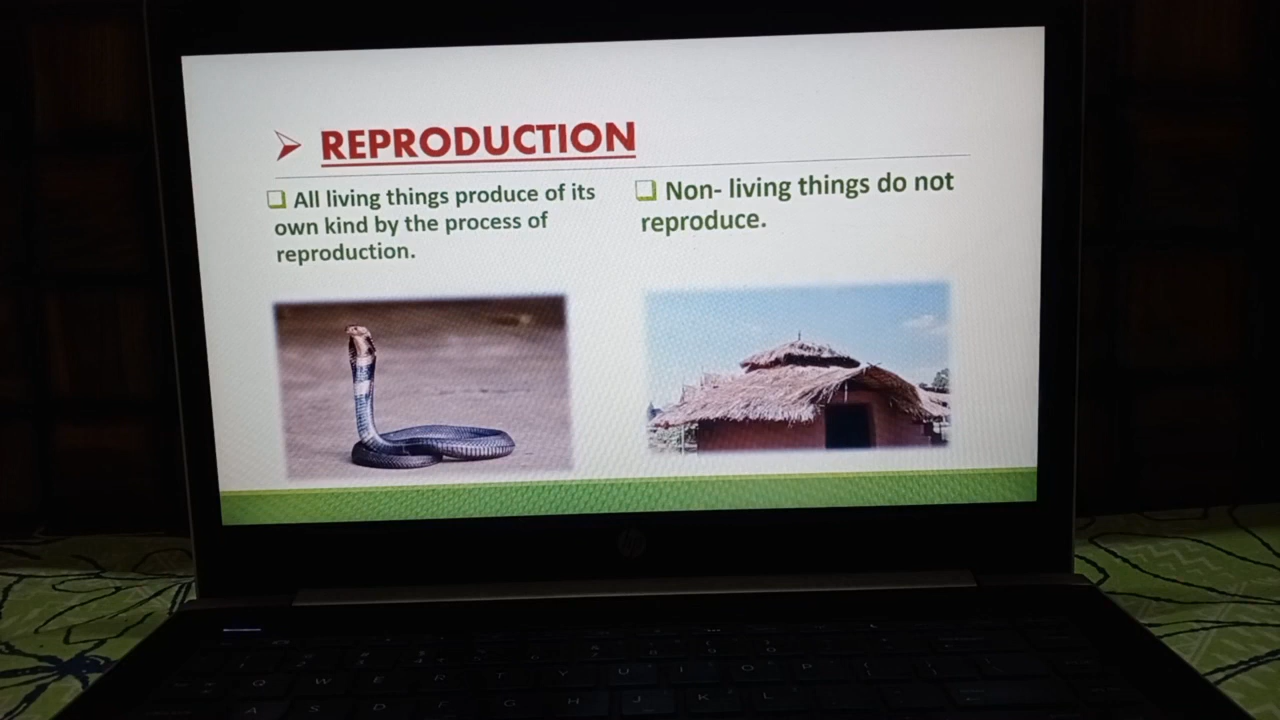 REPRODUCTION
All living things produce of its
own kind by the process of
reproduction.
Non- living things do not
reproduce.
hp
Q W E R T Y U I O P
A S D F G H J K L